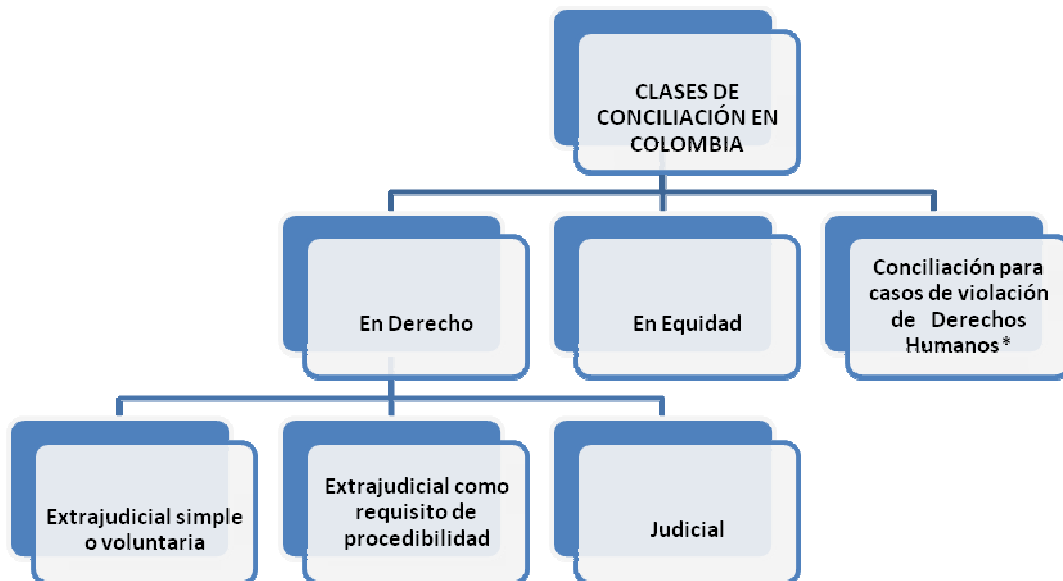 CLASES DE
CONCILIACIÓN EN
COLOMBIA
En Derecho
En Equidad
Conciliación para
casos de violación
de Derechos
Humanos*
Extrajudicial simple
o voluntaria
Extrajudicial como
requisito de
procedibilidad
Judicial